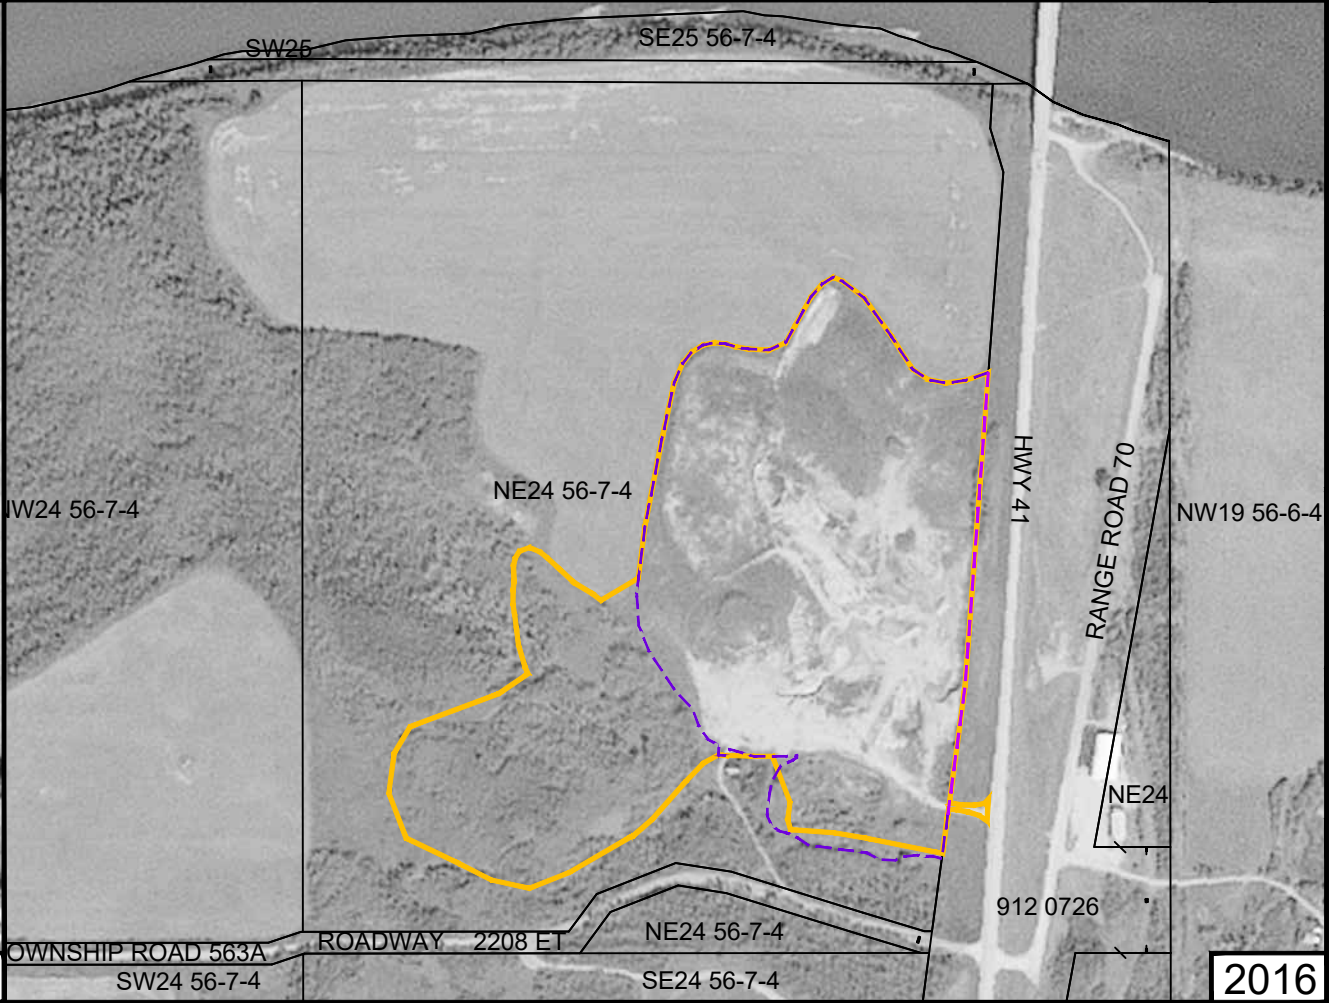 SW25
SE25 56-7-4
HWY 41
RANGE ROAD 70
NE24 56-7-4
NW24 56-7-4
NW19 56-6-4
NE24
912 0726
NE24 56-7-4
ROADWAY 2208 ET
OWNSHIP ROAD 563A
SW24 56-7-4
SE24 56-7-4
2016